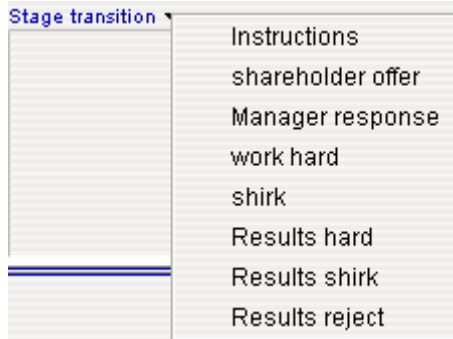 Stage transition
Instructions
shareholder offer
Manager response
work hard
shirk
Results hard
Results shirk
Results reject